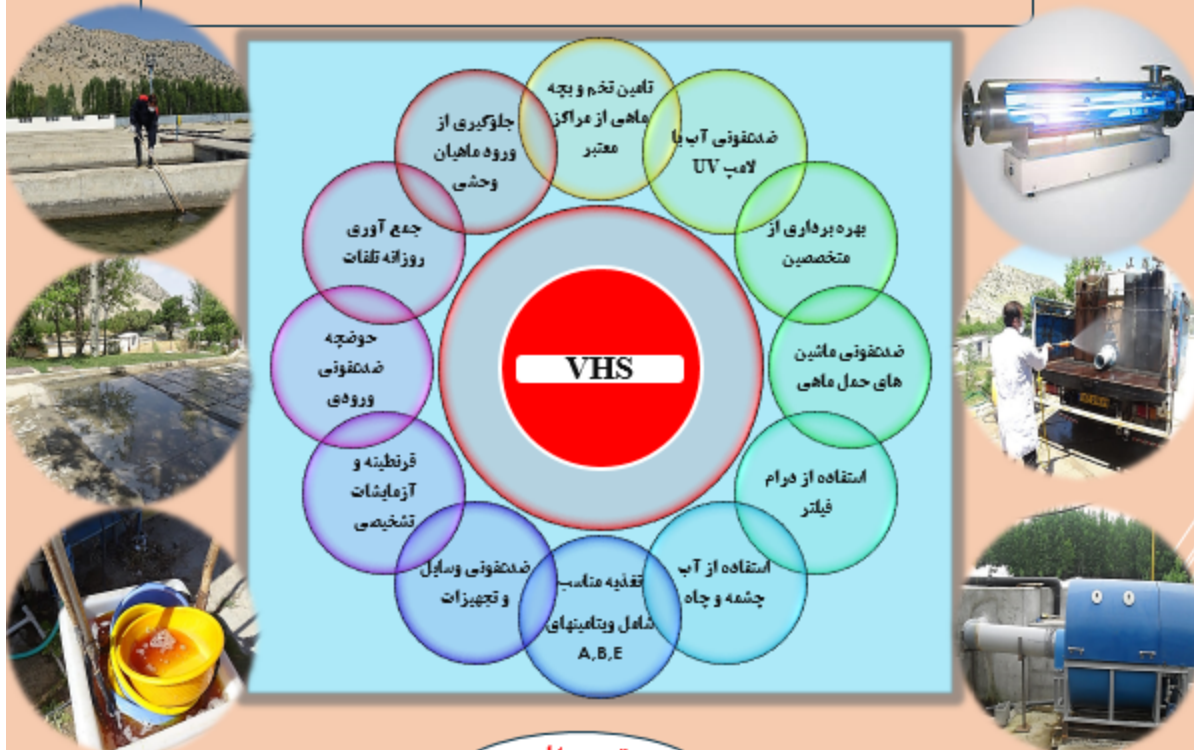 تامین تخم و بچه
ماهی از مراکز
معتبر
ضدعفونی آب با
لامپ UV
بهره برداری از
متخصصین
ضدعفونی ماشین
های حمل ماهی
استفاده از درام
فیلتر
استفاده از آب
چشمه و چاه
تغذیه مناسب
شامل ویتامینهای
A,B,E
ضدعفونی وسایل
و تجهیزات
قرنطینه و
آزمایشات
تشخیصی
حوضچه
ضدعفونی
ورودی
جمع آوری
روزانه تلفات
جلوگیری از
ورود ماهیان
وحشی
VHS